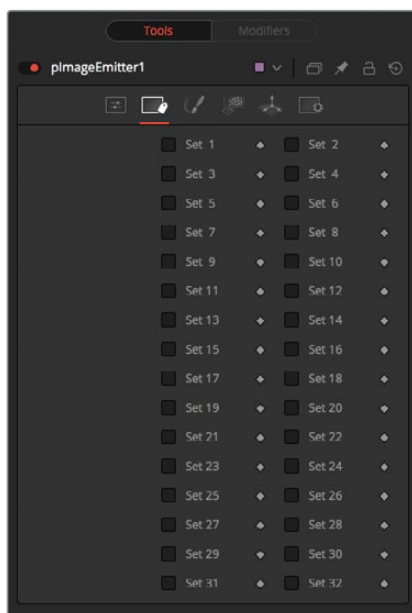 Tools Modifiers
pImageEmitter1
Set 1 Set 2
Set 3 Set 4
Set 5 Set 6
Set 7 Set 8
Set 9 Set 10
Set 11 Set 12
Set 13 Set 14
Set 15 Set 16
Set 17 Set 18
Set 19 Set 20
Set 21 Set 22
Set 23 Set 24
Set 25 Set 26
Set 27 Set 28
Set 29 Set 30
Set 31 Set 32